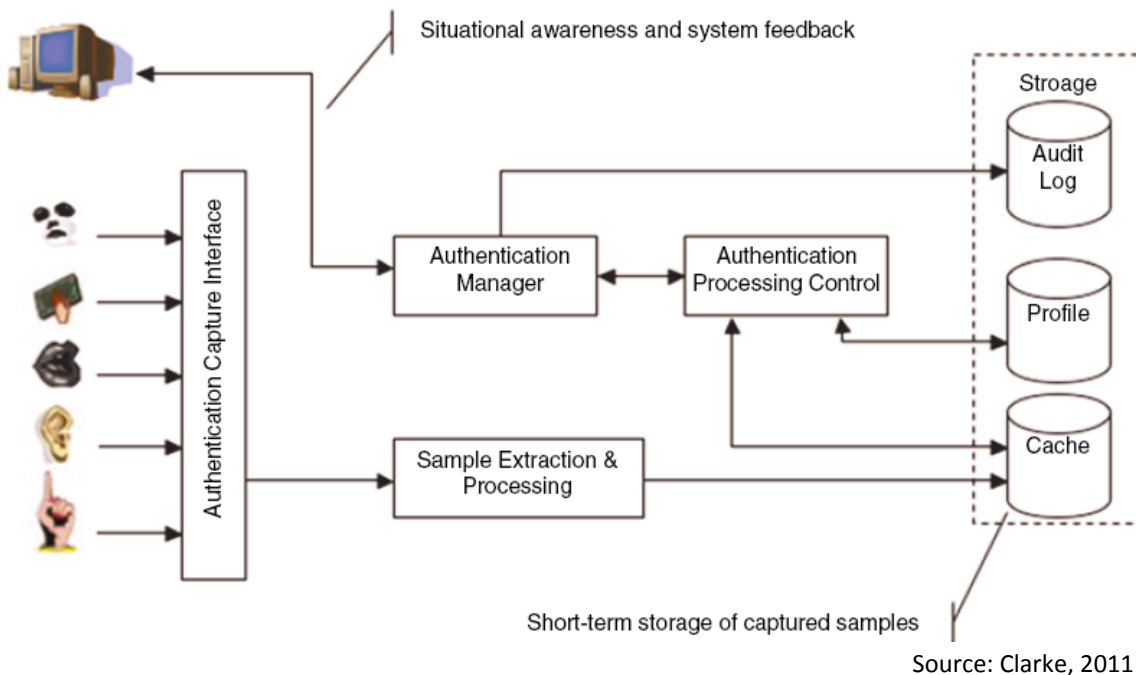 Situational awareness and system feedback
Stroage
Audit
Log
Authentication Capture Interface
Authentication
Manager
Authentication
Processing Control
Profile
Sample Extraction &
Processing
Cache
Short-term storage of captured samples
Source: Clarke, 2011